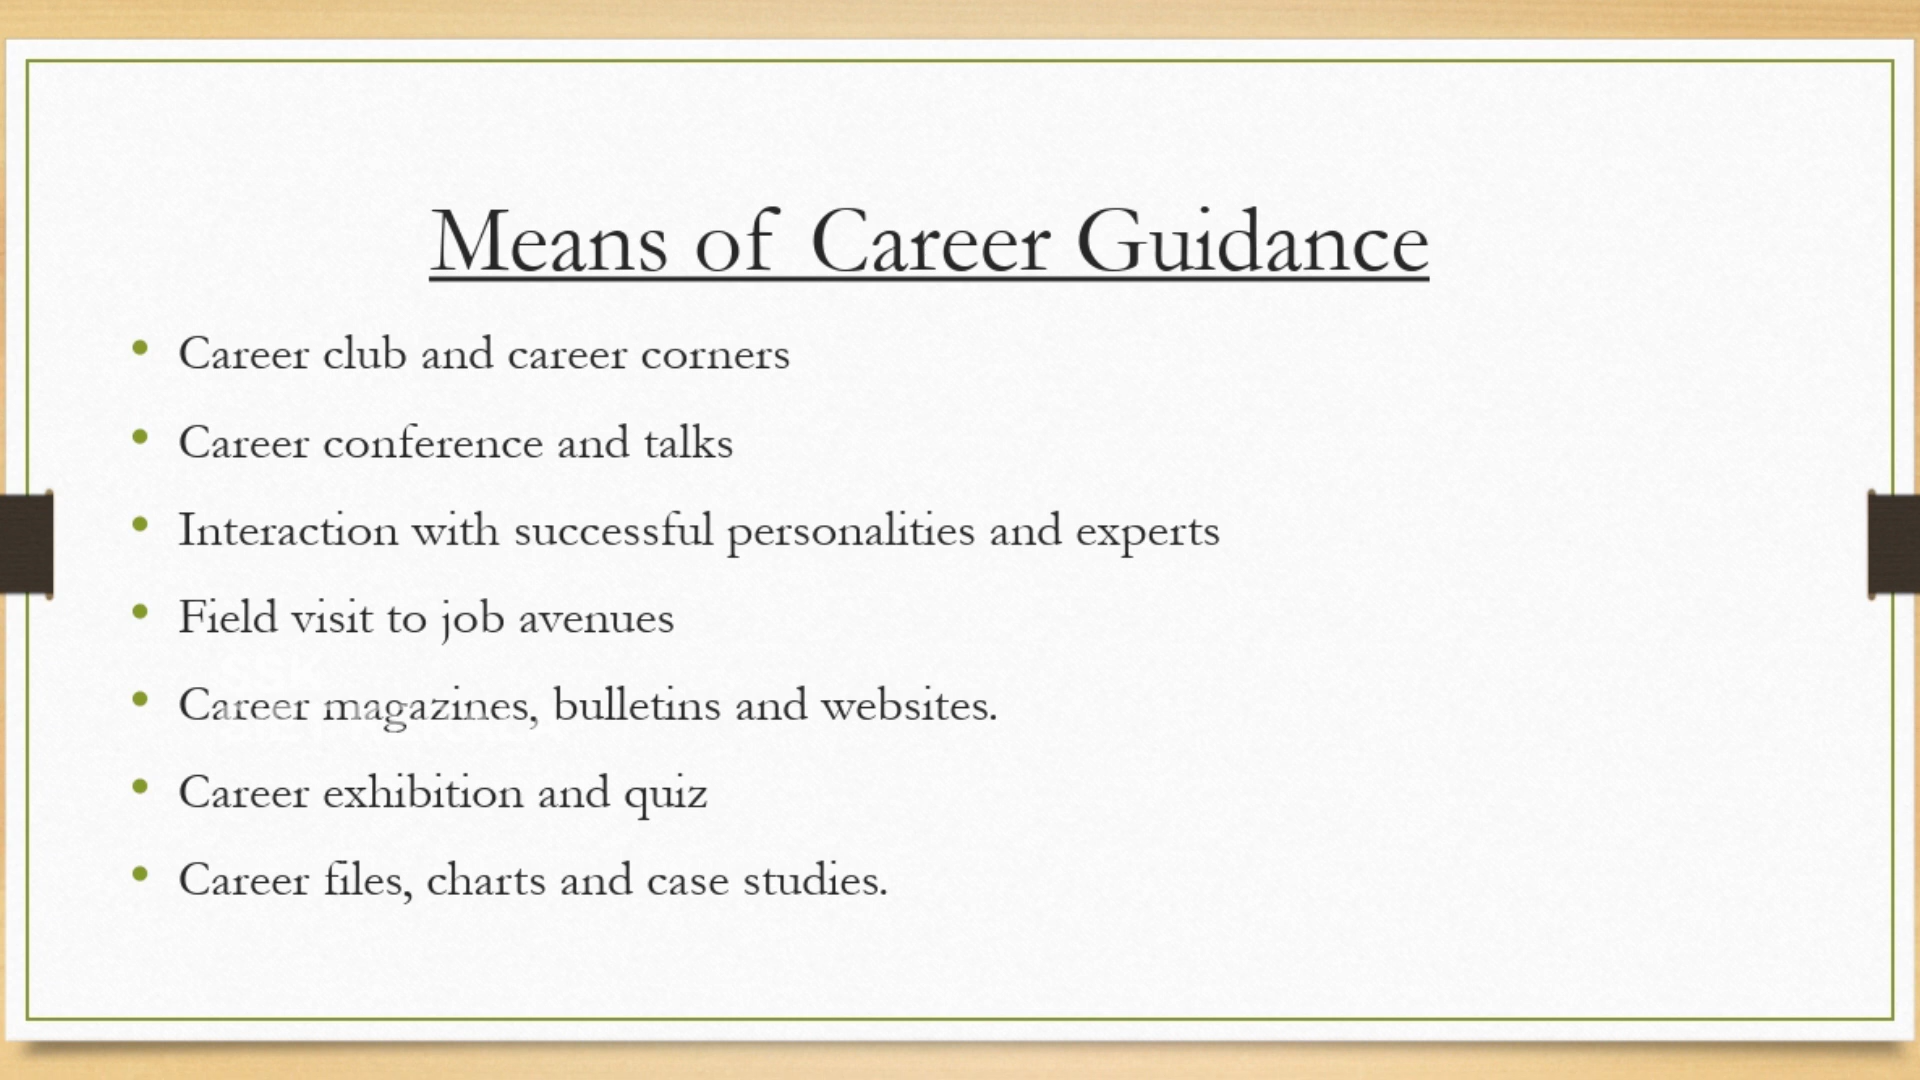 Means of Career Guidance
• Career club and career corners
• Career conference and talks
• Interaction with successful personalities and experts
• Field visit to job avenues
• Career magazines, bulletins and websites.
• Career exhibition and quiz
• Career files, charts and case studies.